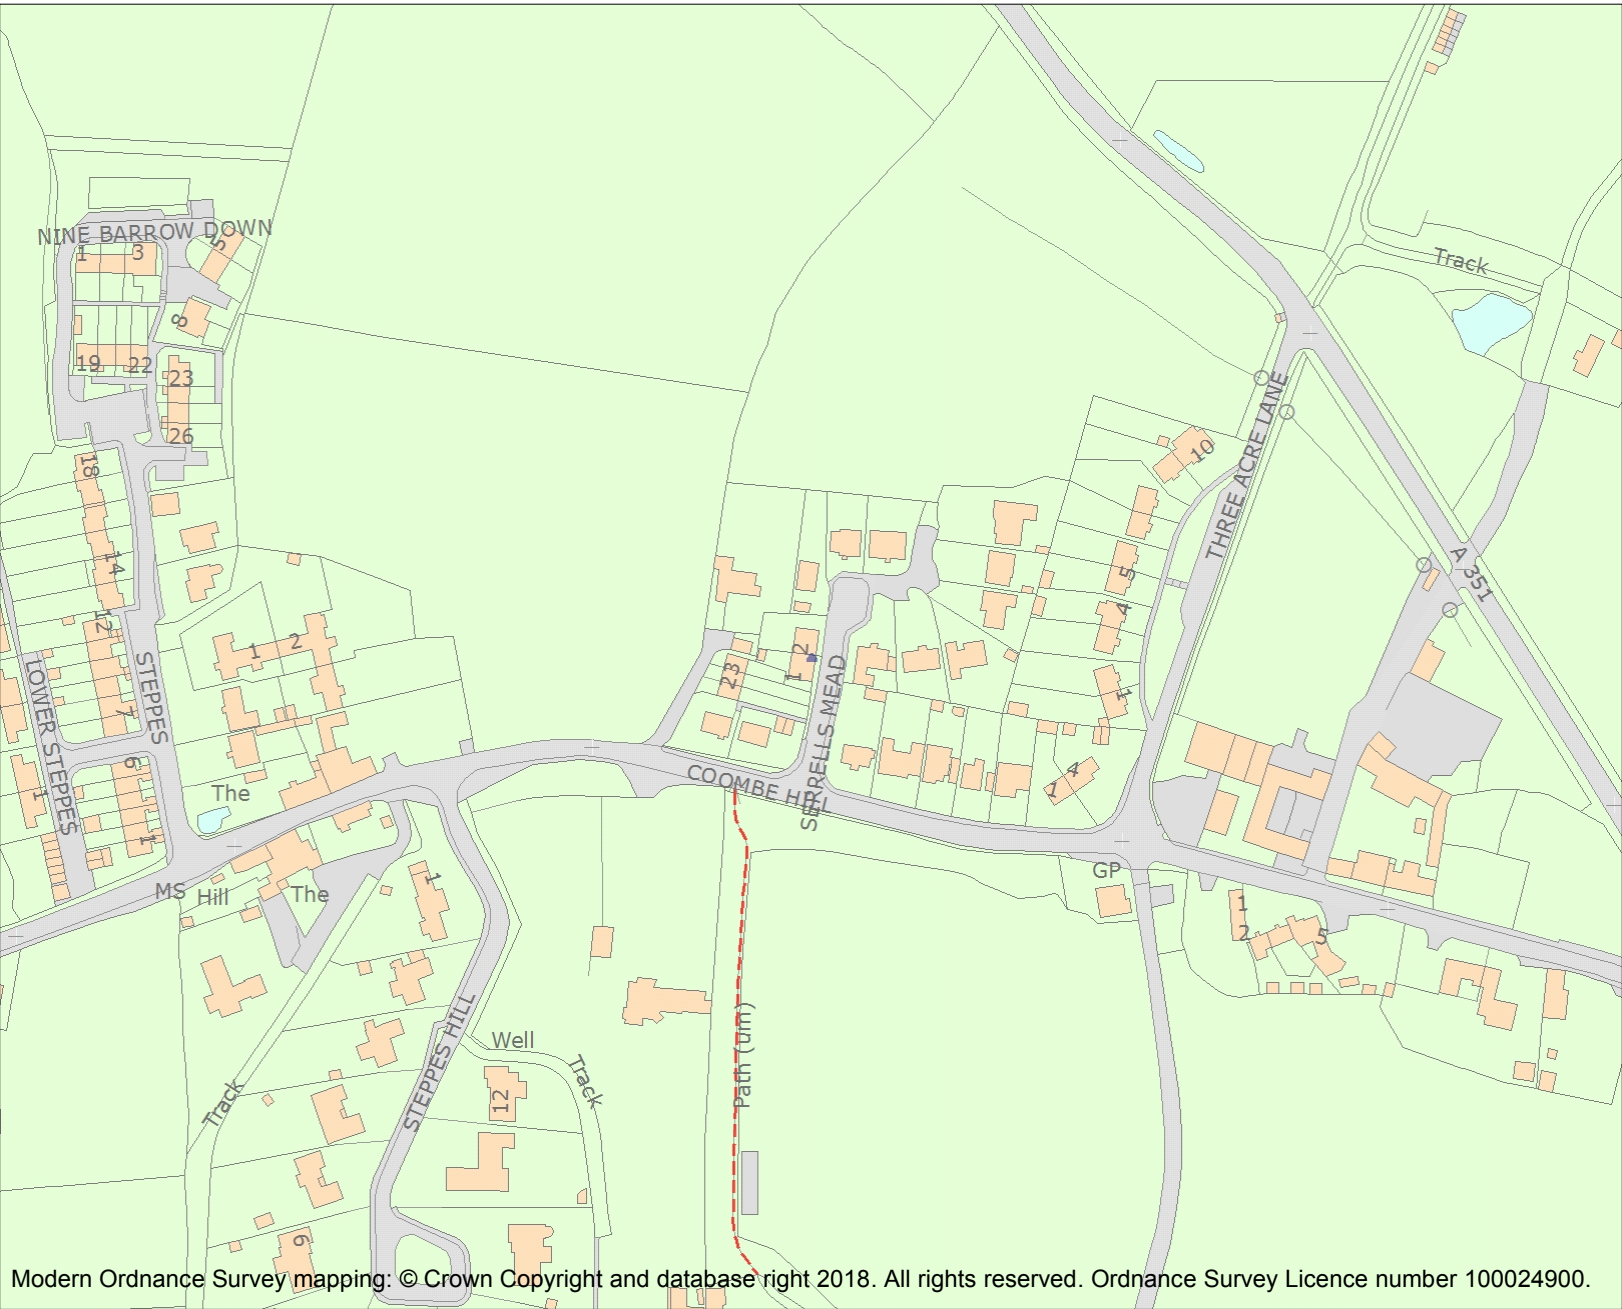 NINE BARROW DOWN
1
3
5
8
19
22
23
26
18
14
12
7
6
1
STEPPES
LOWER STEPPES
1
1
2
The
MS
Hill
The
1
STEPPES HILL
Track
Well
Track
12
6
23
1
2
SERRELLS MEAD
COOMBE HILL
Path (um)
THREE ACRE LANE
10
5
4
1
4
1
Track
A 351
GP
1
2
5
Modern Ordnance Survey mapping: © Crown Copyright and database right 2018. All rights reserved. Ordnance Survey Licence number 100024900.